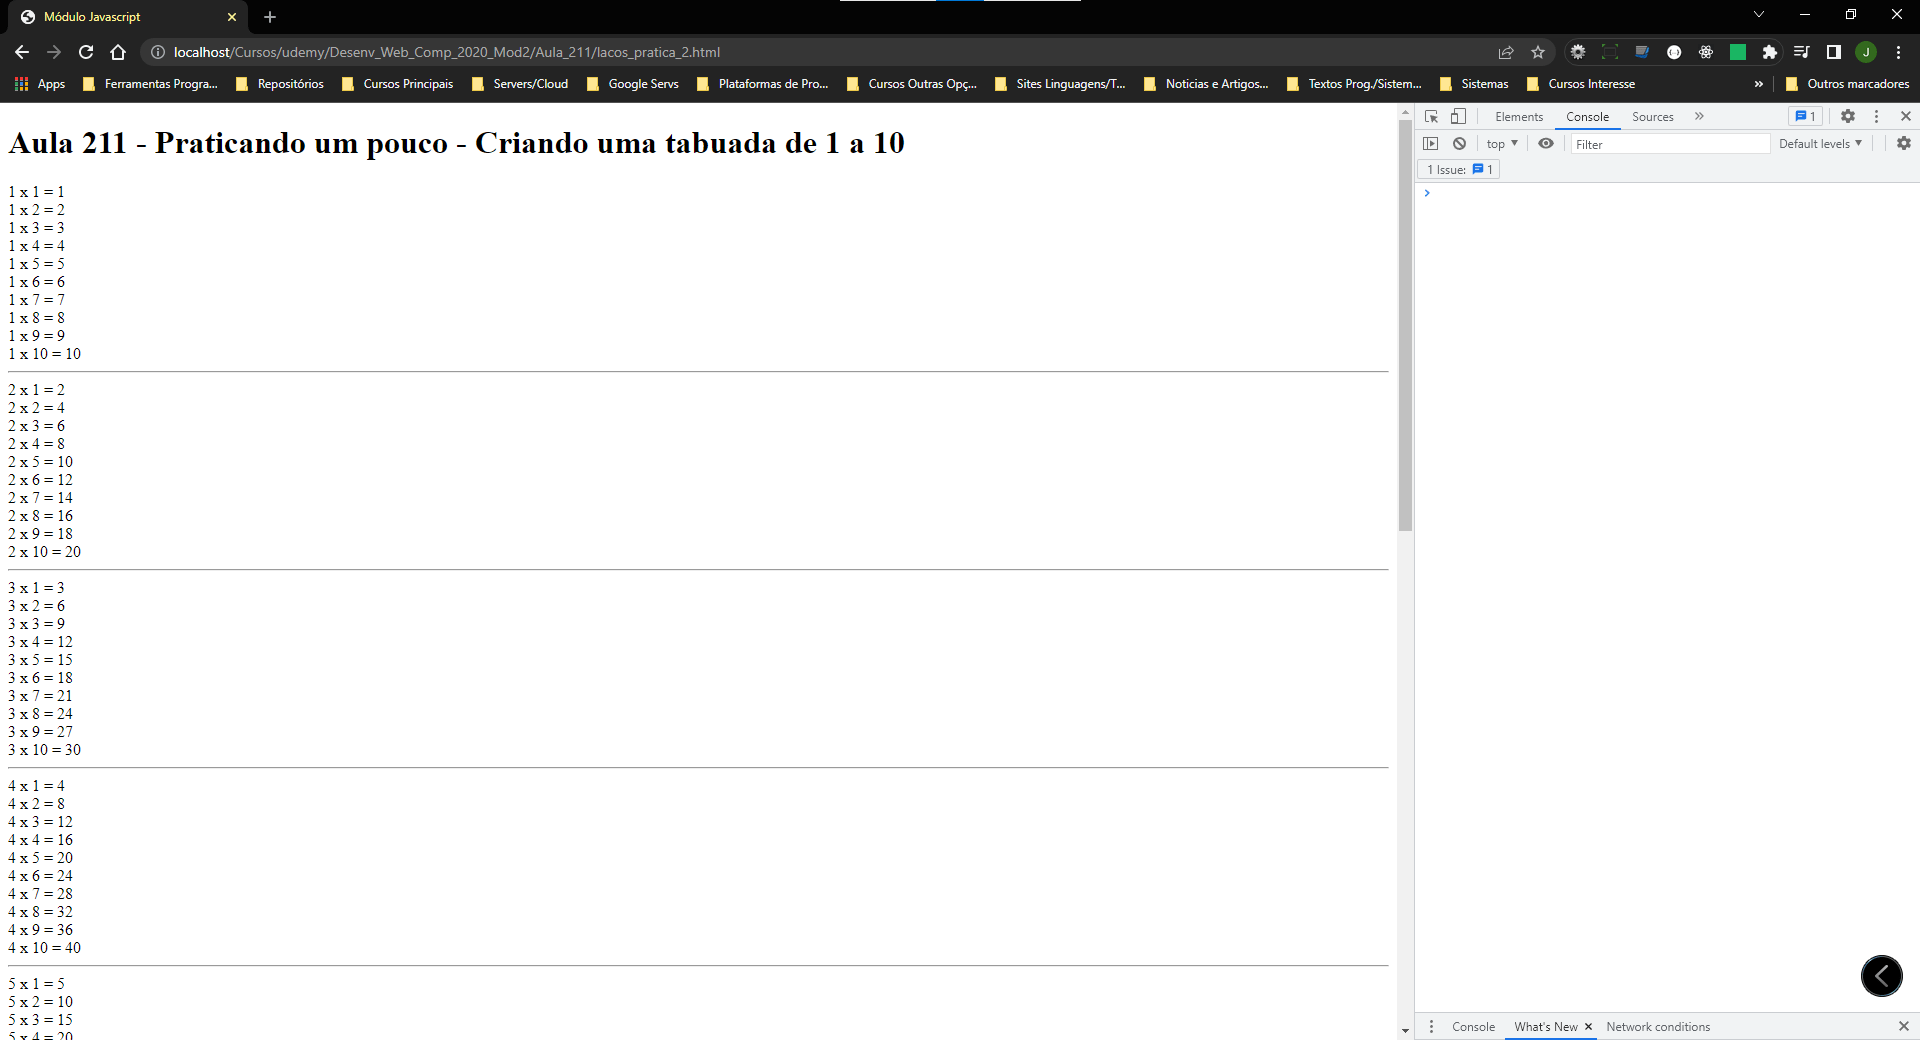 Módulo Javascript
localhost/Cursos/udemy/Desenv_Web_Comp_2020_Mod2/Aula_211/lacos_pratica_2.html
J
Apps Ferramentas Progra... Repositórios Cursos Principais Servers/Cloud Google Servs Plataformas de Pro... Cursos Outras Opç... Sites Linguagens/T... Noticias e Artigos... Textos Prog./Sistem... Sistemas Cursos Interesse » Outros marcadores
Aula 211 - Praticando um pouco - Criando uma tabuada de 1 a 10
1 x 1 = 1
1 x 2 = 2
1 x 3 = 3
1 x 4 = 4
1 x 5 = 5
1 x 6 = 6
1 x 7 = 7
1 x 8 = 8
1 x 9 = 9
1 x 10 = 10
2 x 1 = 2
2 x 2 = 4
2 x 3 = 6
2 x 4 = 8
2 x 5 = 10
2 x 6 = 12
2 x 7 = 14
2 x 8 = 16
2 x 9 = 18
2 x 10 = 20
3 x 1 = 3
3 x 2 = 6
3 x 3 = 9
3 x 4 = 12
3 x 5 = 15
3 x 6 = 18
3 x 7 = 21
3 x 8 = 24
3 x 9 = 27
3 x 10 = 30
4 x 1 = 4
4 x 2 = 8
4 x 3 = 12
4 x 4 = 16
4 x 5 = 20
4 x 6 = 24
4 x 7 = 28
4 x 8 = 32
4 x 9 = 36
4 x 10 = 40
5 x 1 = 5
5 x 2 = 10
5 x 3 = 15
5 x 4 = 20
Elements Console Sources » 1
top Filter Default levels
1 Issue: 1
Console What's New Network conditions